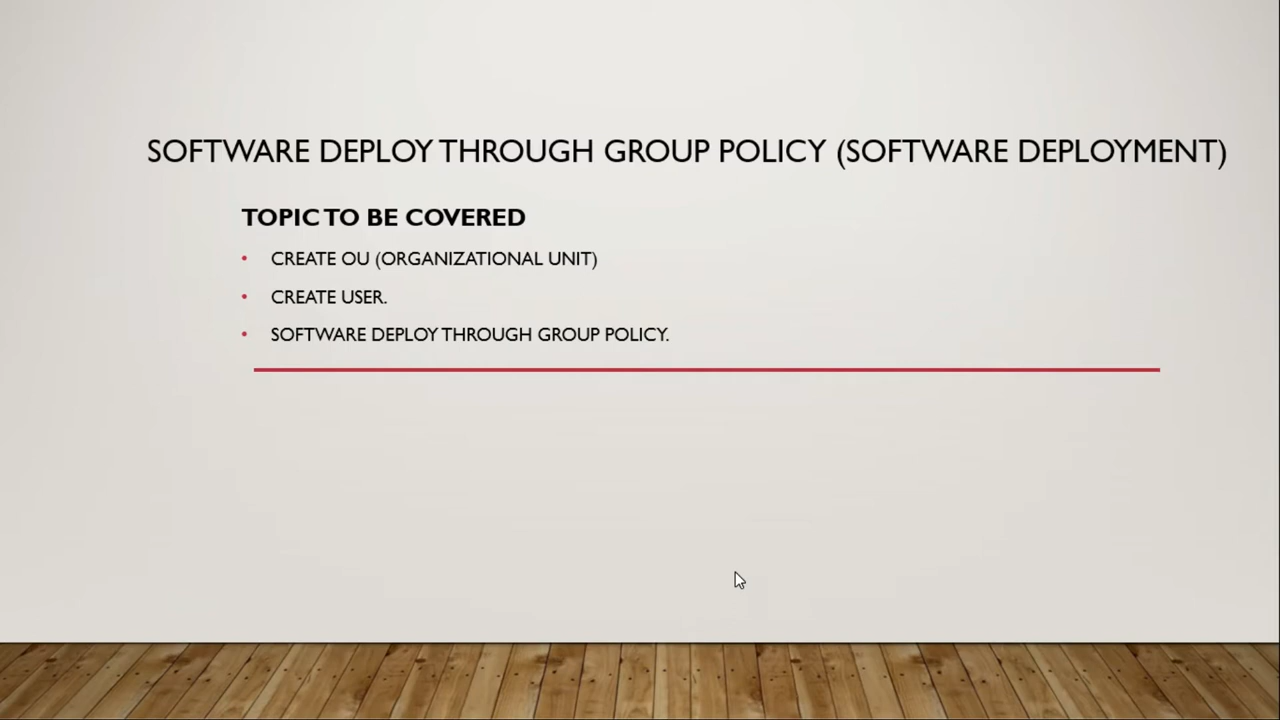 SOFTWARE DEPLOY THROUGH GROUP POLICY (SOFTWARE DEPLOYMENT)
TOPIC TO BE COVERED
• CREATE OU (ORGANIZATIONAL UNIT)
• CREATE USER.
• SOFTWARE DEPLOY THROUGH GROUP POLICY.